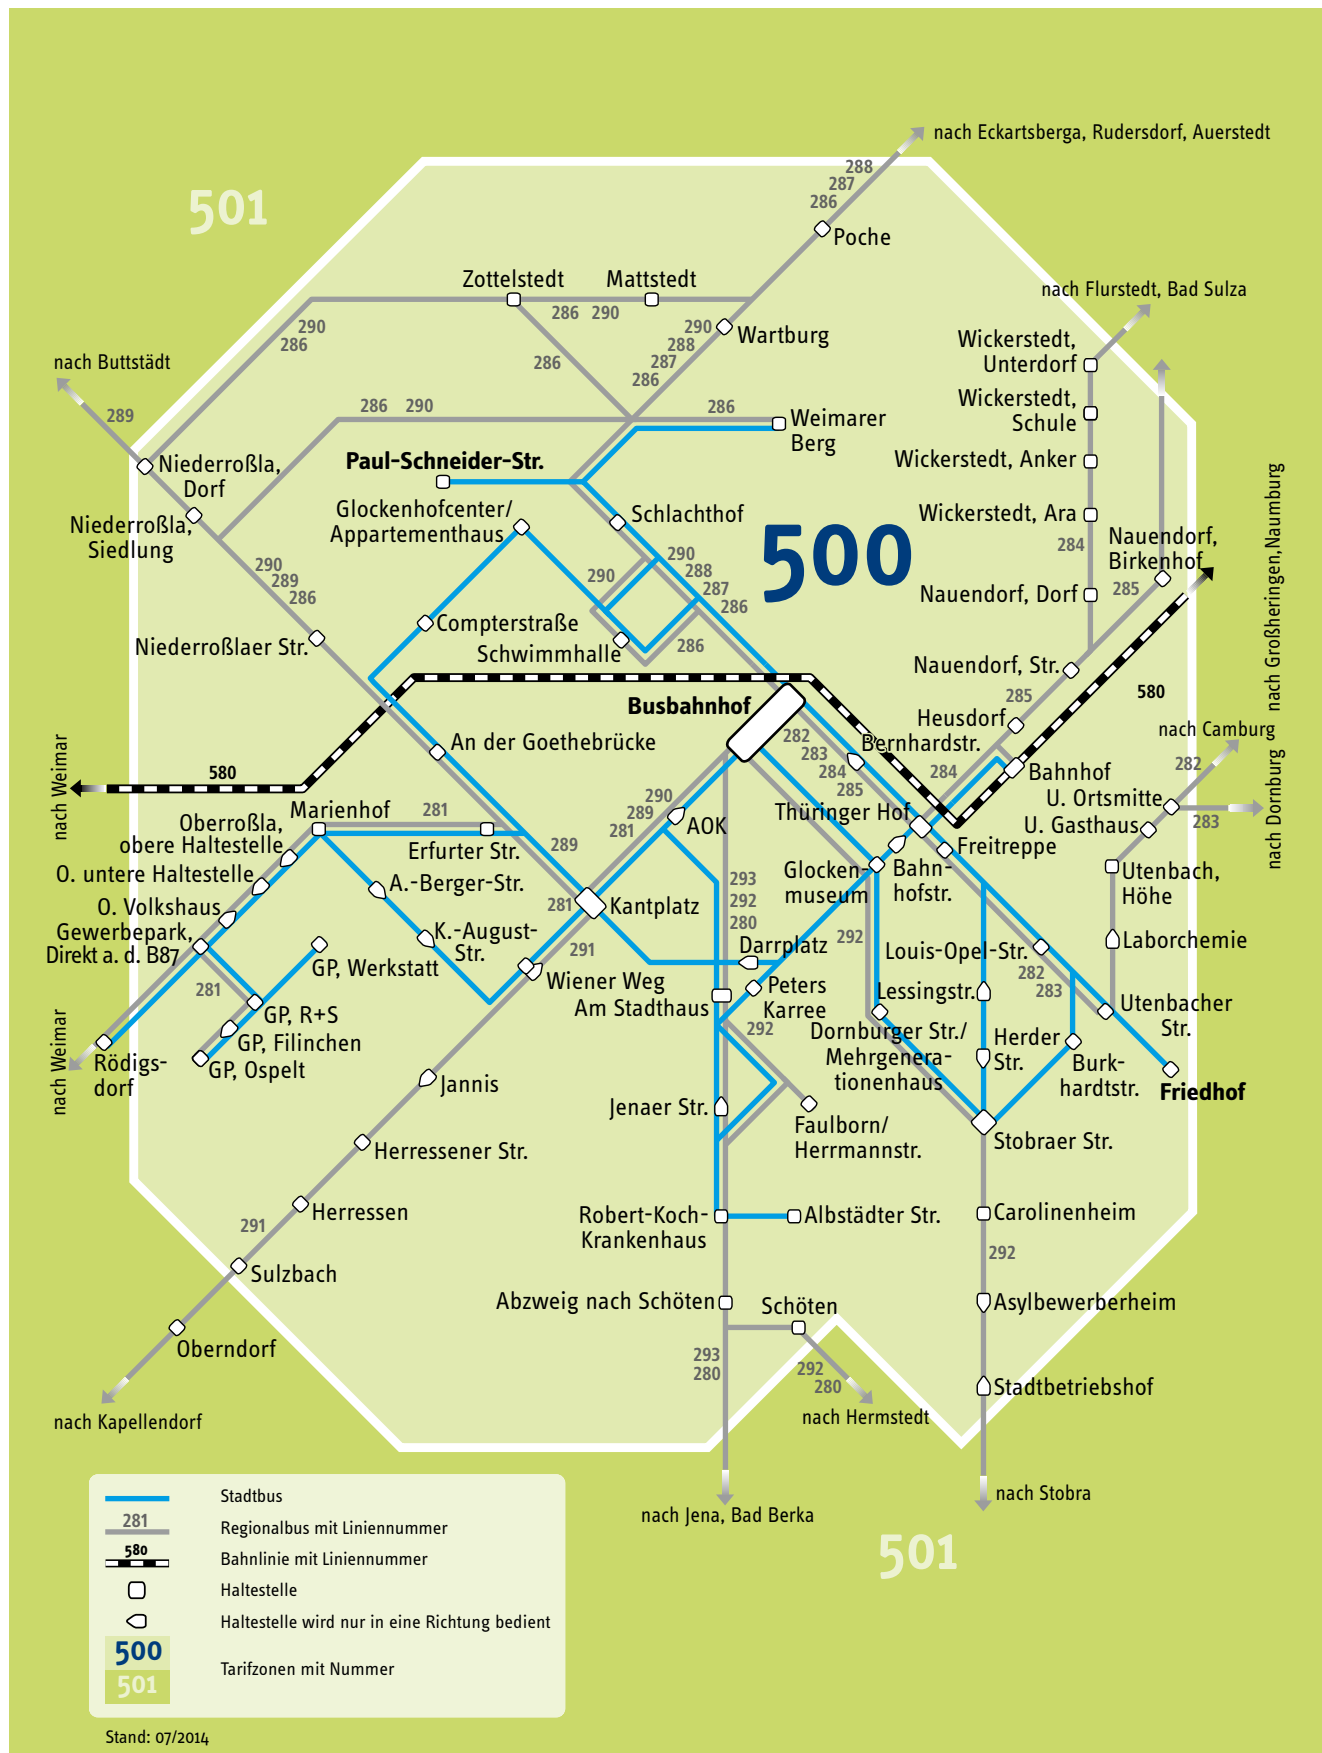 nach Eckartsberga, Rudersdorf, Auerstedt
288
287
286
Poche
501
Zottelstedt
Mattstedt
nach Flurstedt, Bad Sulza
286
290
290
286
290
288
287
286
Wartburg
286
Wickerstedt,
Unterdorf
nach Buttstädt
289
286
290
286
Weimarer
Berg
Wickerstedt,
Schule
Niederroßla,
Dorf
Paul-Schneider-Str.
Wickerstedt, Anker
Niederroßla,
Siedlung
Glockenhofcenter/
Appartementhaus
Schlachthof
500
Wickerstedt, Ara
284
Nauendorf,
Birkenhof
nach Großheringen, Naumburg
290
289
286
290
290
288
287
286
Nauendorf, Dorf
285
Compterstraße
Niederroßlaer Str.
Schwimmhalle
286
Nauendorf, Str.
285
580
Busbahnhof
Heusdorf
nach Camburg
An der Goethebrücke
282
283
284
285
Bernhardstr.
284
Bahnhof
282
nach Weimar
580
U. Ortsmitte
283
nach Dornburg
Marienhof
281
290
289
281
AOK
Thüringer Hof
U. Gasthaus
Oberroßla,
obere Haltestelle
Erfurter Str.
289
Freitreppe
O. untere Haltestelle
A.-Berger-Str.
293
292
280
Glocken-
museum
Bahn-
hofstr.
Utenbach,
Höhe
O. Volkshaus
281
Kantplatz
Gewerbepark,
Direkt a. d. B87
K.-August-
Str.
291
Darrplatz
292
Louis-Opel-Str.
Laborchemie
GP, Werkstatt
282
283
281
Wiener Weg
Am Stadthaus
Peters
Karree
Lessingstr.
Utenbacher
Str.
GP, R+S
292
Dornburger Str./
Mehrgenera-
tionenhaus
Herder
Str.
GP, Filinchen
nach Weimar
Rödigs-
dorf
GP, Ospelt
Burk-
hardtstr.
Friedhof
Jannis
Jenaer Str.
Faulborn/
Herrmannstr.
Stobraer Str.
Herressener Str.
Herressen
Robert-Koch-
Krankenhaus
Albstädter Str.
Carolinenheim
291
292
Sulzbach
Abzweig nach Schöten
Schöten
Asylbewerberheim
Oberndorf
293
280
292
280
Stadtbetriebshof
nach Kapellendorf
nach Hermstedt
nach Stobra
nach Jena, Bad Berka
501
Stadtbus
281
Regionalbus mit Liniennummer
580
Bahnlinie mit Liniennummer
Haltestelle
Haltestelle wird nur in eine Richtung bedient
500
501
Tarifzonen mit Nummer
Stand: 07/2014